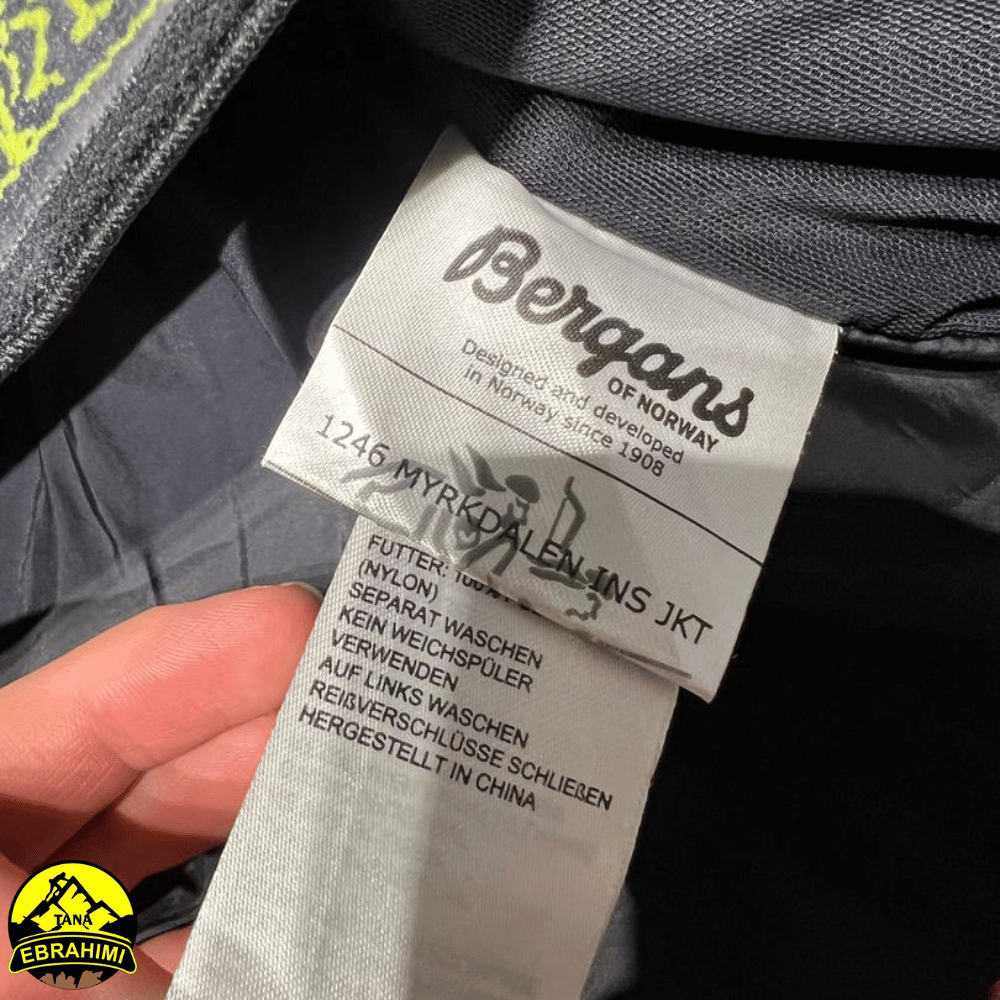 Bergans
OF NORWAY
Designed and developed
in Norway since 1908
1246 MYRKDALEN INS JKT
FUTTER: 100%
(NYLON)
SEPARAT WASCHEN
KEIN WEICHSPÜLER
VERWENDEN
AUF LINKS WASCHEN
REIßVERSCHLÜSSE SCHLIEßEN
HERGESTELLT IN CHINA
TANA
EBRAHIMI